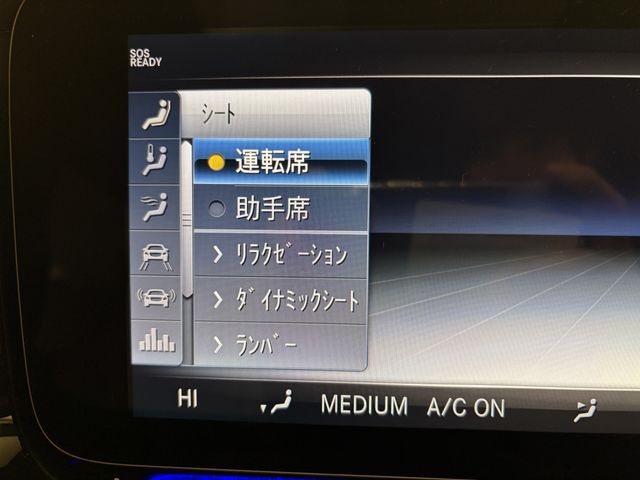 SOS
READY
シート
運転席
助手席
リラクゼーション
ダイナミックシート
ランバー
HI MEDIUM A/C ON